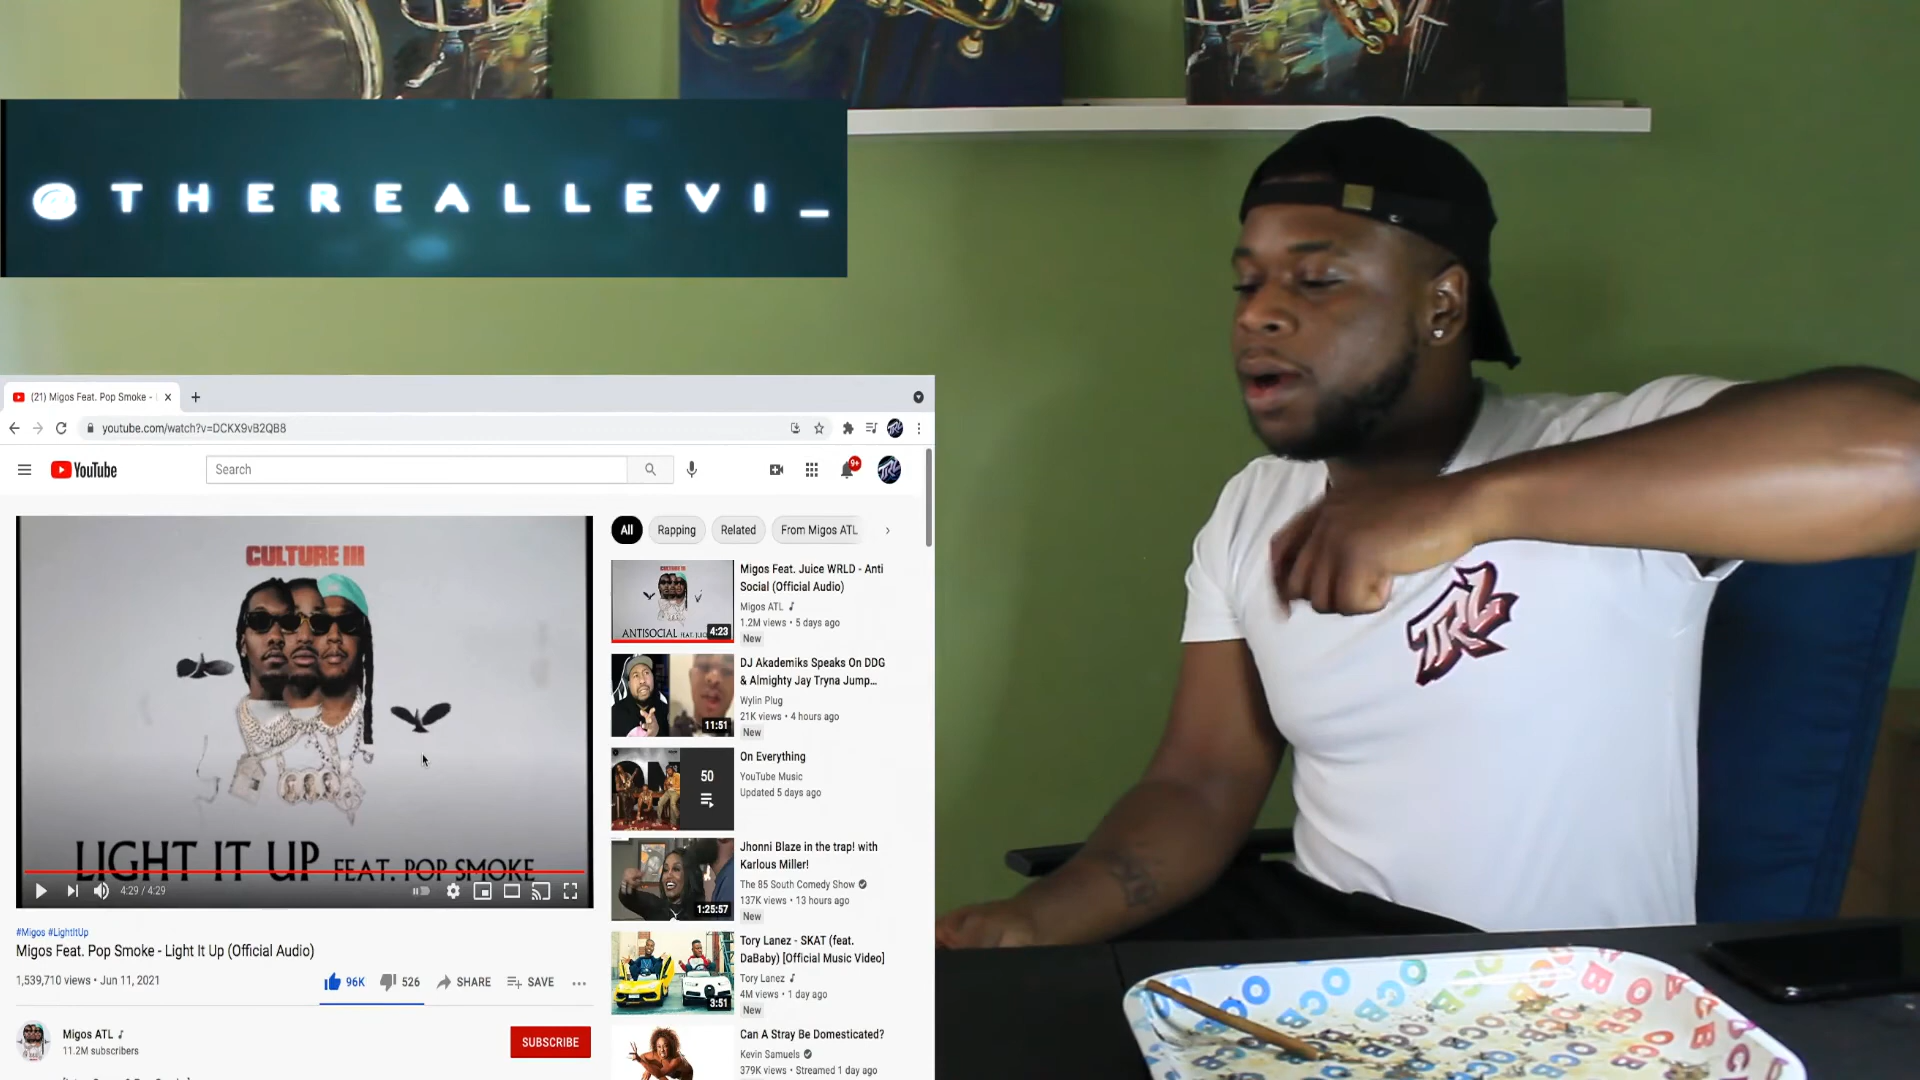 @THEREALLEVI_
(21) Migos Feat. Pop Smoke -
youtube.com/watch?v=DCKX9vB2QB8
YouTube
Search
9+
TRL
All
Rapping
Related
From Migos ATL
CULTURE III
LIGHT IT UP FEAT. POP SMOKE
4:29 / 4:29
#Migos #LightItUp
Migos Feat. Pop Smoke - Light It Up (Official Audio)
1,539,710 views • Jun 11, 2021
96K
526
SHARE
SAVE
Migos ATL
11.2M subscribers
SUBSCRIBE
ANTISOCIAL FEAT.
4:23
Migos Feat. Juice WRLD - Anti
Social (Official Audio)
Migos ATL
1.2M views • 5 days ago
New
11:51
DJ Akademiks Speaks On DDG
& Almighty Jay Tryna Jump...
Wylin Plug
21K views • 4 hours ago
New
50
On Everything
YouTube Music
Updated 5 days ago
1:25:57
Jhonni Blaze in the trap! with
Karlous Miller!
The 85 South Comedy Show
137K views • 13 hours ago
New
3:51
Tory Lanez - SKAT (feat.
DaBaby) [Official Music Video]
Tory Lanez
4M views • 1 day ago
New
Can A Stray Be Domesticated?
Kevin Samuels
379K views • Streamed 1 day ago
TRL
OCB
OCB
OCB
OCB